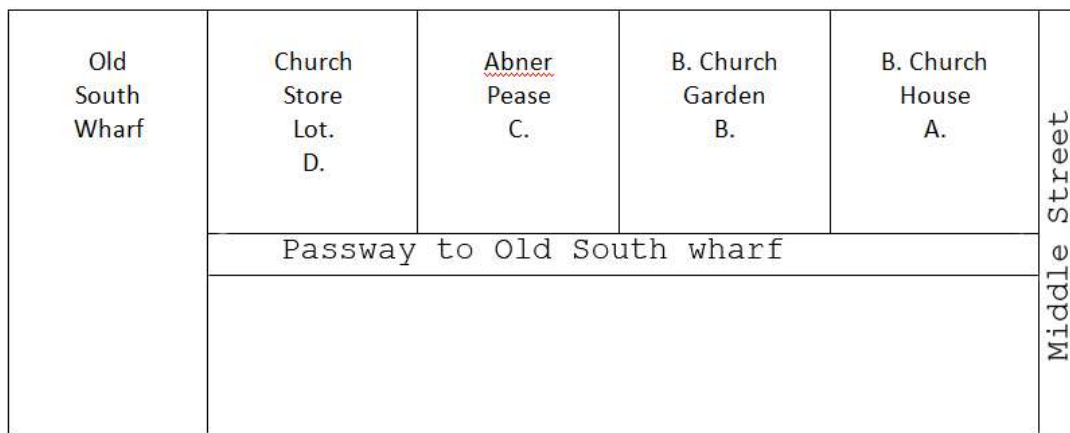 Old
South
Wharf
Church
Store
Lot.
D.
Abner
Pease
C.
B. Church
Garden
B.
B. Church
House
A.
Middle Street
Passway to Old South wharf